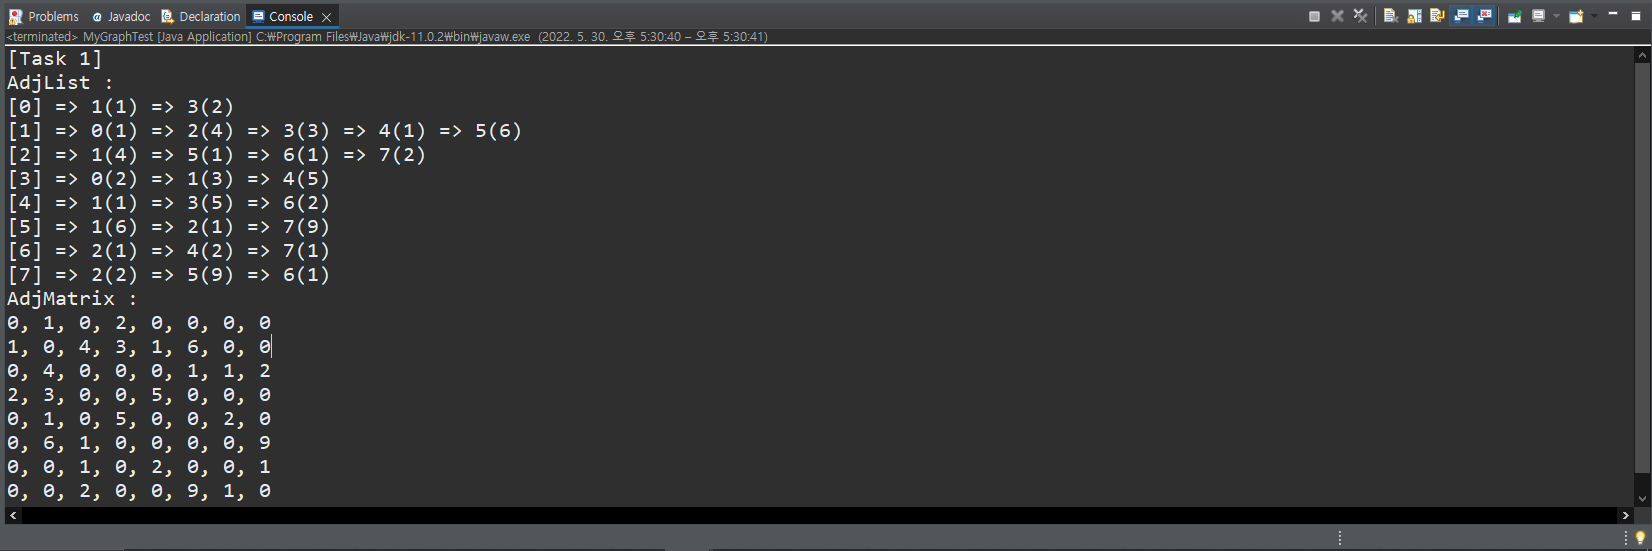 Problems @ Javadoc Declaration Console
<terminated> MyGraphTest [Java Application] C:₩Program Files₩Java₩jdk-11.0.2₩bin₩javaw.exe (2022. 5. 30. 오후 5:30:40 – 오후 5:30:41)
[Task 1]
AdjList :
[0] => 1(1) => 3(2)
[1] => 0(1) => 2(4) => 3(3) => 4(1) => 5(6)
[2] => 1(4) => 5(1) => 6(1) => 7(2)
[3] => 0(2) => 1(3) => 4(5)
[4] => 1(1) => 3(5) => 6(2)
[5] => 1(6) => 2(1) => 7(9)
[6] => 2(1) => 4(2) => 7(1)
[7] => 2(2) => 5(9) => 6(1)
AdjMatrix :
0, 1, 0, 2, 0, 0, 0, 0
1, 0, 4, 3, 1, 6, 0, 0
0, 4, 0, 0, 0, 1, 1, 2
2, 3, 0, 0, 5, 0, 0, 0
0, 1, 0, 5, 0, 0, 2, 0
0, 6, 1, 0, 0, 0, 0, 9
0, 0, 1, 0, 2, 0, 0, 1
0, 0, 2, 0, 0, 9, 1, 0